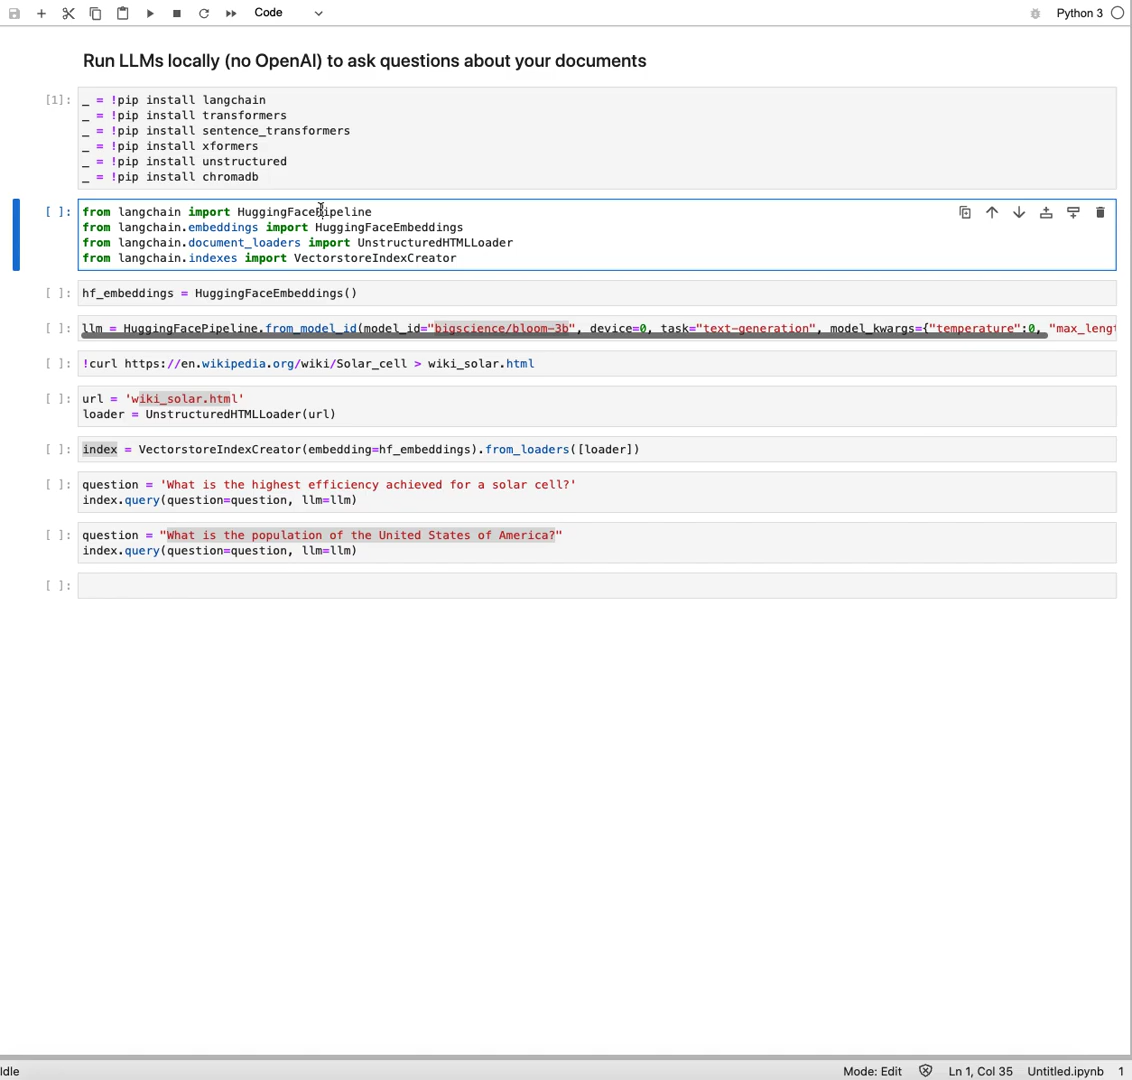 Code
Python 3
Run LLMs locally (no OpenAI) to ask questions about your documents
[1]:
_ = !pip install langchain
_ = !pip install transformers
_ = !pip install sentence_transformers
_ = !pip install xformers
_ = !pip install unstructured
_ = !pip install chromadb
[ ]:
from langchain import HuggingFacePipeline
from langchain.embeddings import HuggingFaceEmbeddings
from langchain.document_loaders import UnstructuredHTMLLoader
from langchain.indexes import VectorstoreIndexCreator
[ ]:
hf_embeddings = HuggingFaceEmbeddings()
[ ]:
llm = HuggingFacePipeline.from_model_id(model_id="bigscience/bloom-3b", device=0, task="text-generation", model_kwargs={"temperature":0, "max_lengt
[ ]:
!curl https://en.wikipedia.org/wiki/Solar_cell > wiki_solar.html
[ ]:
url = 'wiki_solar.html'
loader = UnstructuredHTMLLoader(url)
[ ]:
index = VectorstoreIndexCreator(embedding=hf_embeddings).from_loaders([loader])
[ ]:
question = 'What is the highest efficiency achieved for a solar cell?'
index.query(question=question, llm=llm)
[ ]:
question = "What is the population of the United States of America?"
index.query(question=question, llm=llm)
[ ]:
Idle
Mode: Edit
Ln 1, Col 35
Untitled.ipynb
1